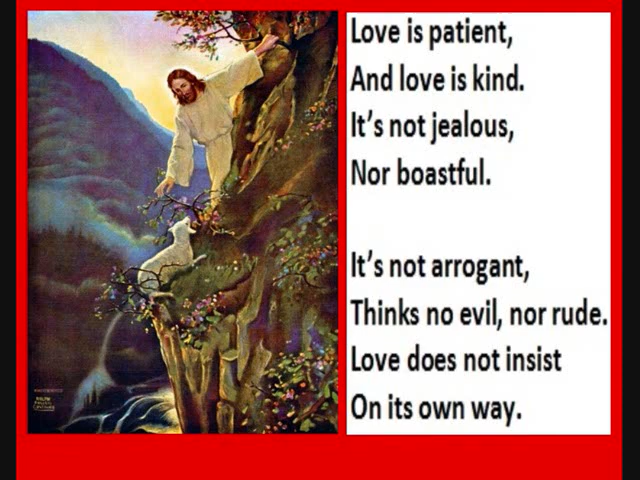 Love is patient,
And love is kind.
It's not jealous,
Nor boastful.
It's not arrogant,
Thinks no evil, nor rude.
Love does not insist
On its own way.